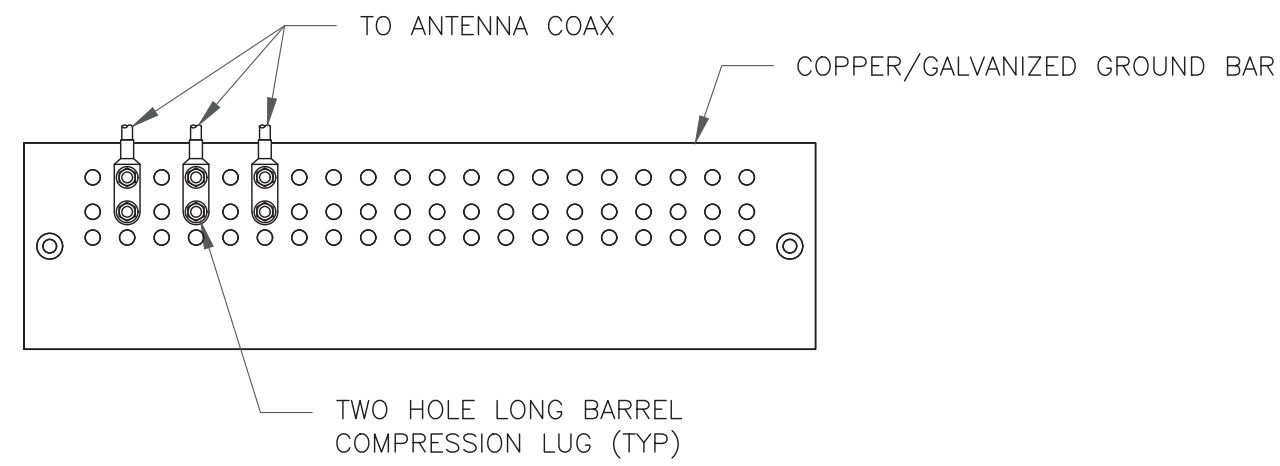 TO ANTENNA COAX
COPPER/GALVANIZED GROUND BAR
TWO HOLE LONG BARREL
COMPRESSION LUG (TYP)